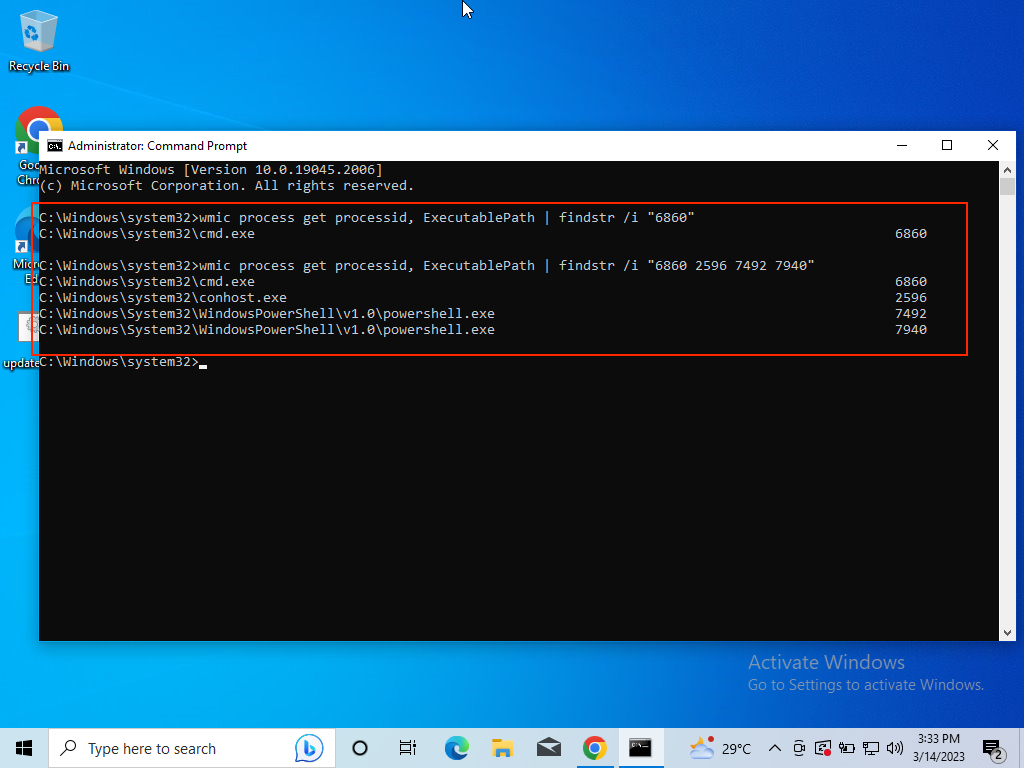 Recycle Bin
Administrator: Command Prompt
Microsoft Windows [Version 10.0.19045.2006]
(c) Microsoft Corporation. All rights reserved.
C:\Windows\system32>wmic process get processid, ExecutablePath | findstr /i "6860"
C:\Windows\system32\cmd.exe 6860
C:\Windows\system32>wmic process get processid, ExecutablePath | findstr /i "6860 2596 7492 7940"
C:\Windows\system32\cmd.exe 6860
C:\Windows\system32\conhost.exe 2596
C:\Windows\System32\WindowsPowerShell\v1.0\powershell.exe 7492
C:\Windows\System32\WindowsPowerShell\v1.0\powershell.exe 7940
C:\Windows\system32>
update
Activate Windows
Go to Settings to activate Windows.
Type here to search
29°C
3:33 PM
3/14/2023
2